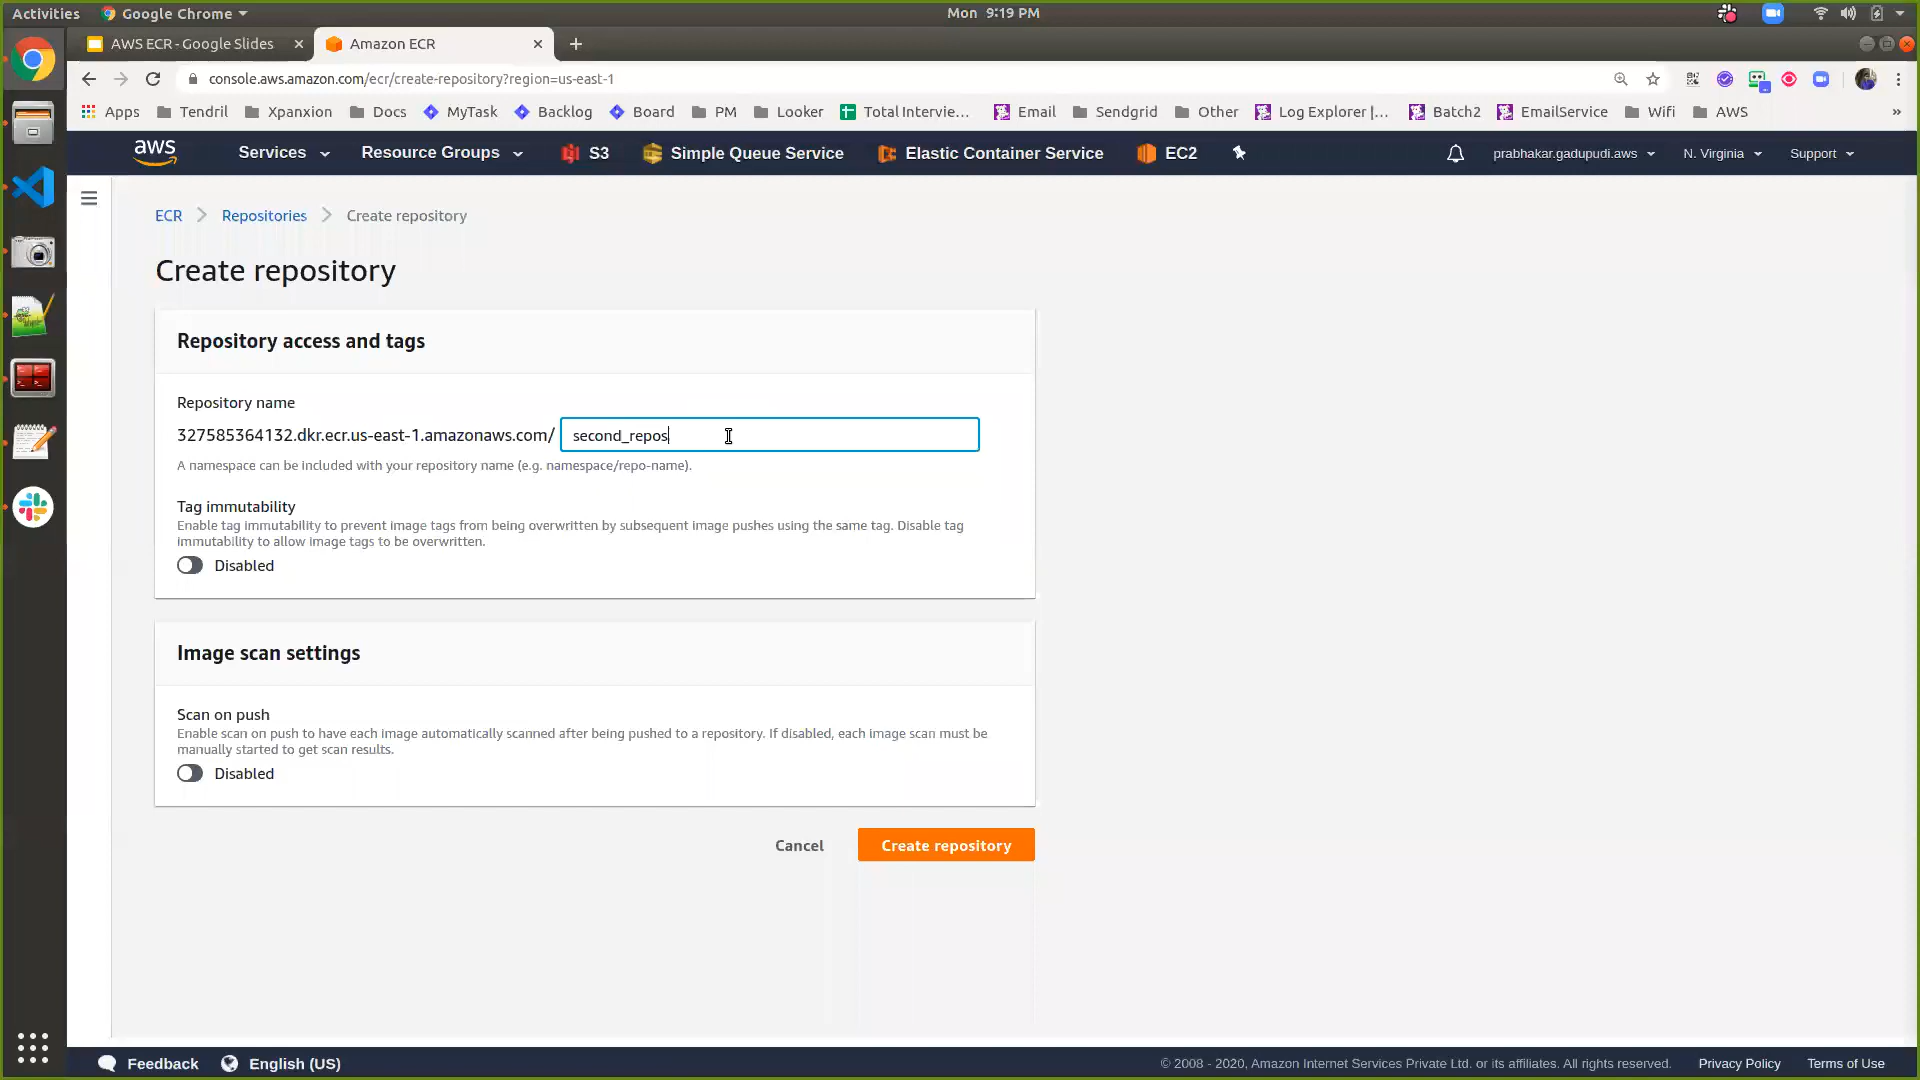 Activities Google Chrome Mon 9:19 PM
AWS ECR - Google Slides Amazon ECR
console.aws.amazon.com/ecr/create-repository?region=us-east-1
Apps Tendril Xpanxion Docs MyTask Backlog Board PM Looker Total Intervie... Email Sendgrid Other Log Explorer |... Batch2 EmailService Wifi AWS »
aws Services Resource Groups S3 Simple Queue Service Elastic Container Service EC2 prabhakar.gadupudi.aws N. Virginia Support
ECR Repositories Create repository
Create repository
Repository access and tags
Repository name
327585364132.dkr.ecr.us-east-1.amazonaws.com/ second_repos
A namespace can be included with your repository name (e.g. namespace/repo-name).
Tag immutability
Enable tag immutability to prevent image tags from being overwritten by subsequent image pushes using the same tag. Disable tag
immutability to allow image tags to be overwritten.
Disabled
Image scan settings
Scan on push
Enable scan on push to have each image automatically scanned after being pushed to a repository. If disabled, each image scan must be
manually started to get scan results.
Disabled
Cancel Create repository
Feedback English (US) © 2008 - 2020, Amazon Internet Services Private Ltd. or its affiliates. All rights reserved. Privacy Policy Terms of Use